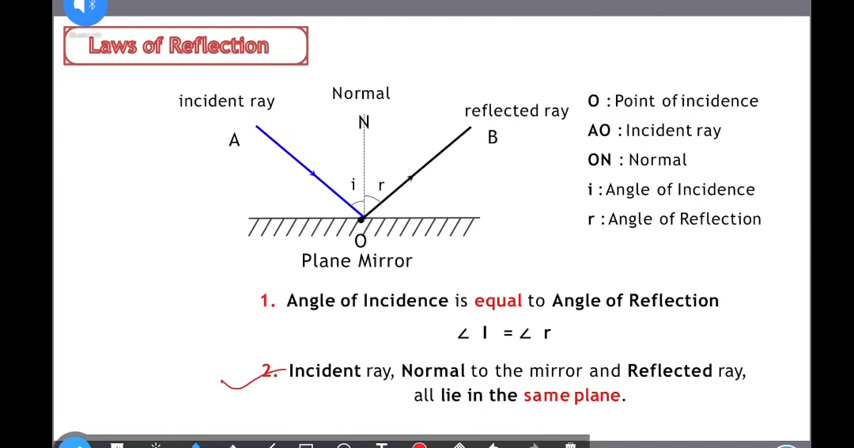 Bluetooth
Laws of Reflection
incident ray
Normal
reflected ray
N
A
B
i
r
O
Plane Mirror
O : Point of incidence
AO : Incident ray
ON : Normal
i : Angle of Incidence
r : Angle of Reflection
1. Angle of Incidence is equal to Angle of Reflection
∠ I = ∠ r
2. Incident ray, Normal to the mirror and Reflected ray,
all lie in the same plane.